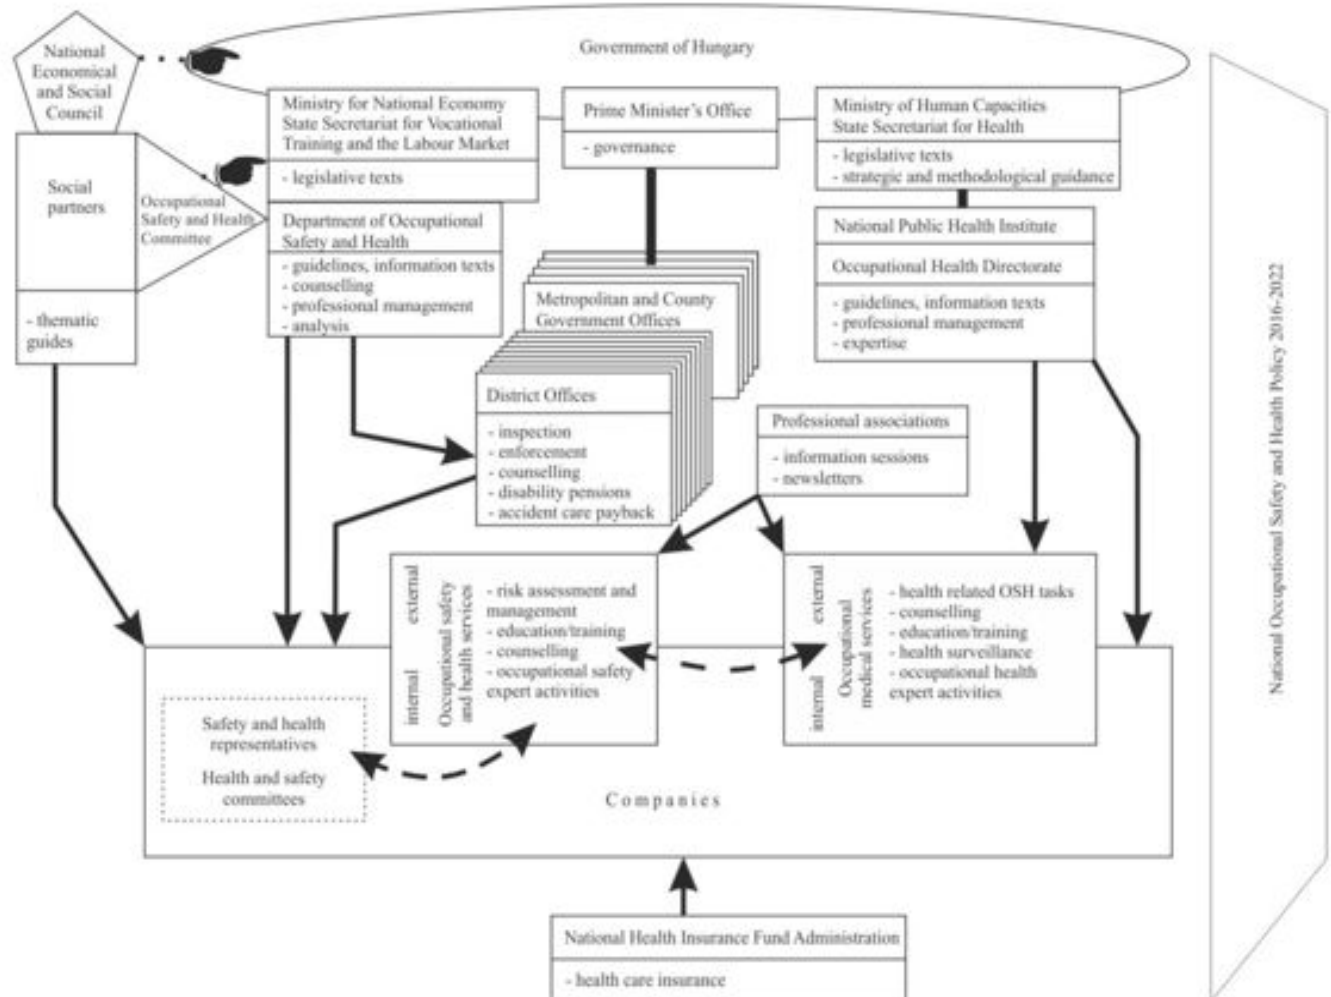 Government of Hungary
National
Economical
and Social
Council
Ministry for National Economy
State Secretariat for Vocational
Training and the Labour Market
- legislative texts
Prime Minister's Office
- governance
Ministry of Human Capacities
State Secretariat for Health
- legislative texts
- strategic and methodological guidance
Social
partners
- thematic
guides
Occupational
Safety and Health
Committee
Department of Occupational
Safety and Health
- guidelines, information texts
- counselling
- professional management
- analysis
National Public Health Institute
Occupational Health Directorate
- guidelines, information texts
- professional management
- expertise
Metropolitan and County
Government Offices
District Offices
- inspection
- enforcement
- counselling
- disability pensions
- accident care payback
Professional associations
- information sessions
- newsletters
internal external
Occupational safety
and health services
- risk assessment and
management
- education/training
- counselling
- occupational safety
expert activities
internal external
Occupational
medical services
- health related OSH tasks
- counselling
- education/training
- health surveillance
- occupational health
expert activities
Safety and health
representatives
Health and safety
committees
Companies
National Health Insurance Fund Administration
- health care insurance
National Occupational Safety and Health Policy 2016-2022